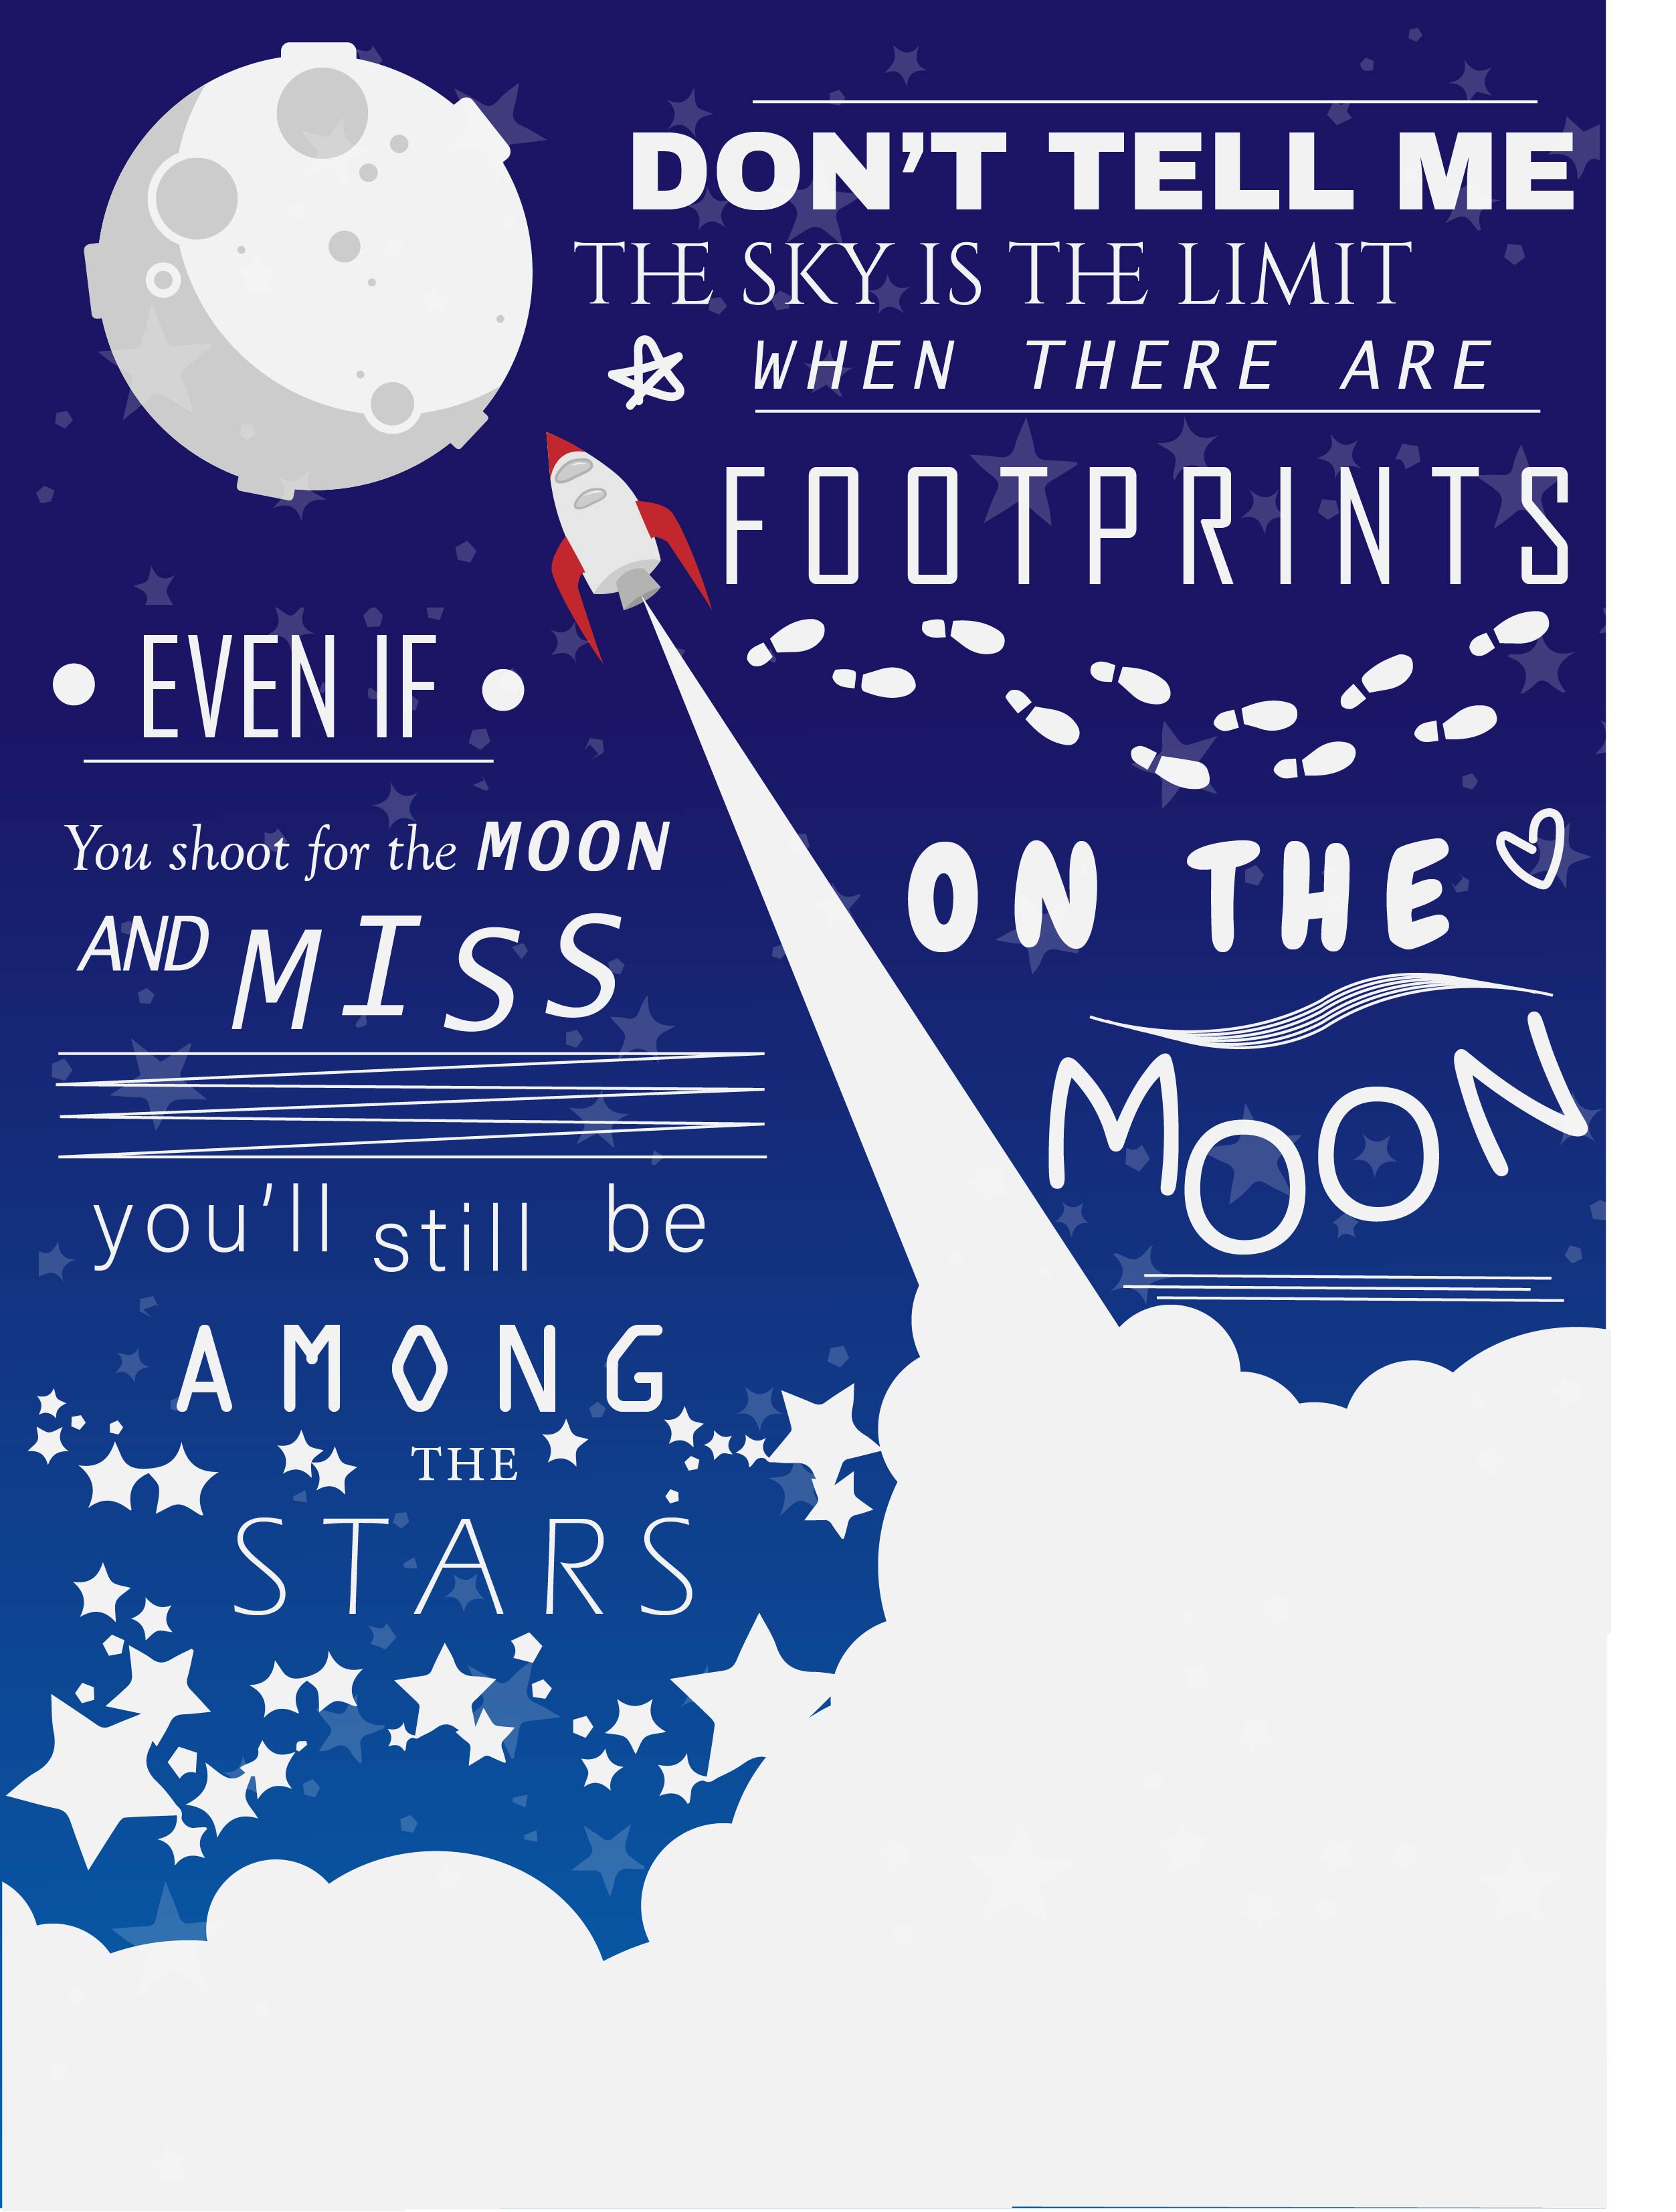 DON’T TELL ME
THE SKY IS THE LIMIT
WHEN THERE ARE
FOOTPRINTS
ON THE
MOON
EVEN IF
You shoot for the MOON
AND MISS
you’ll still be
AMONG
THE
STARS